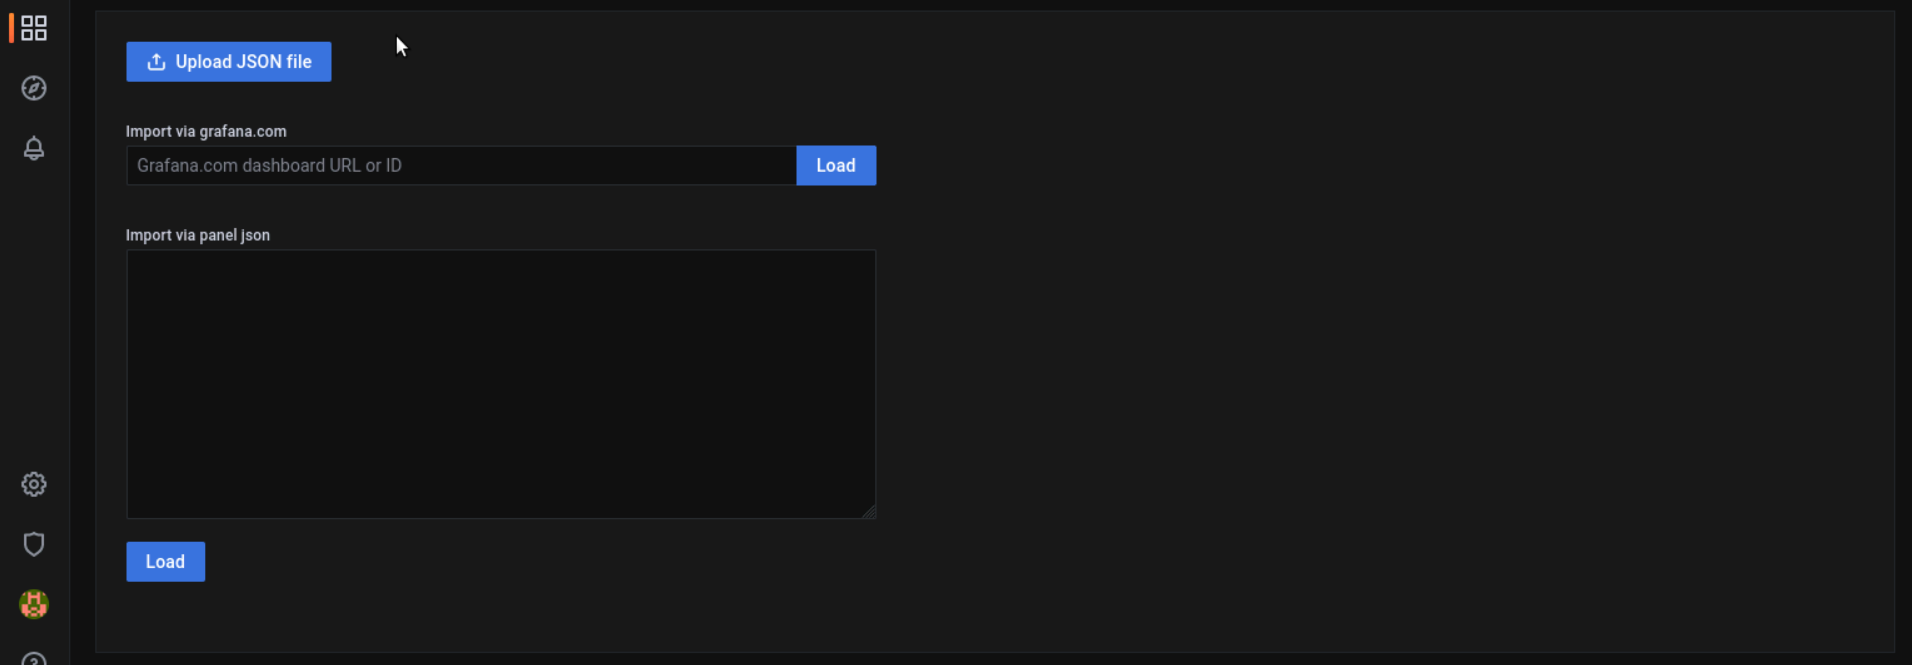 Upload JSON file
Import via grafana.com
Grafana.com dashboard URL or ID
Load
Import via panel json
Load